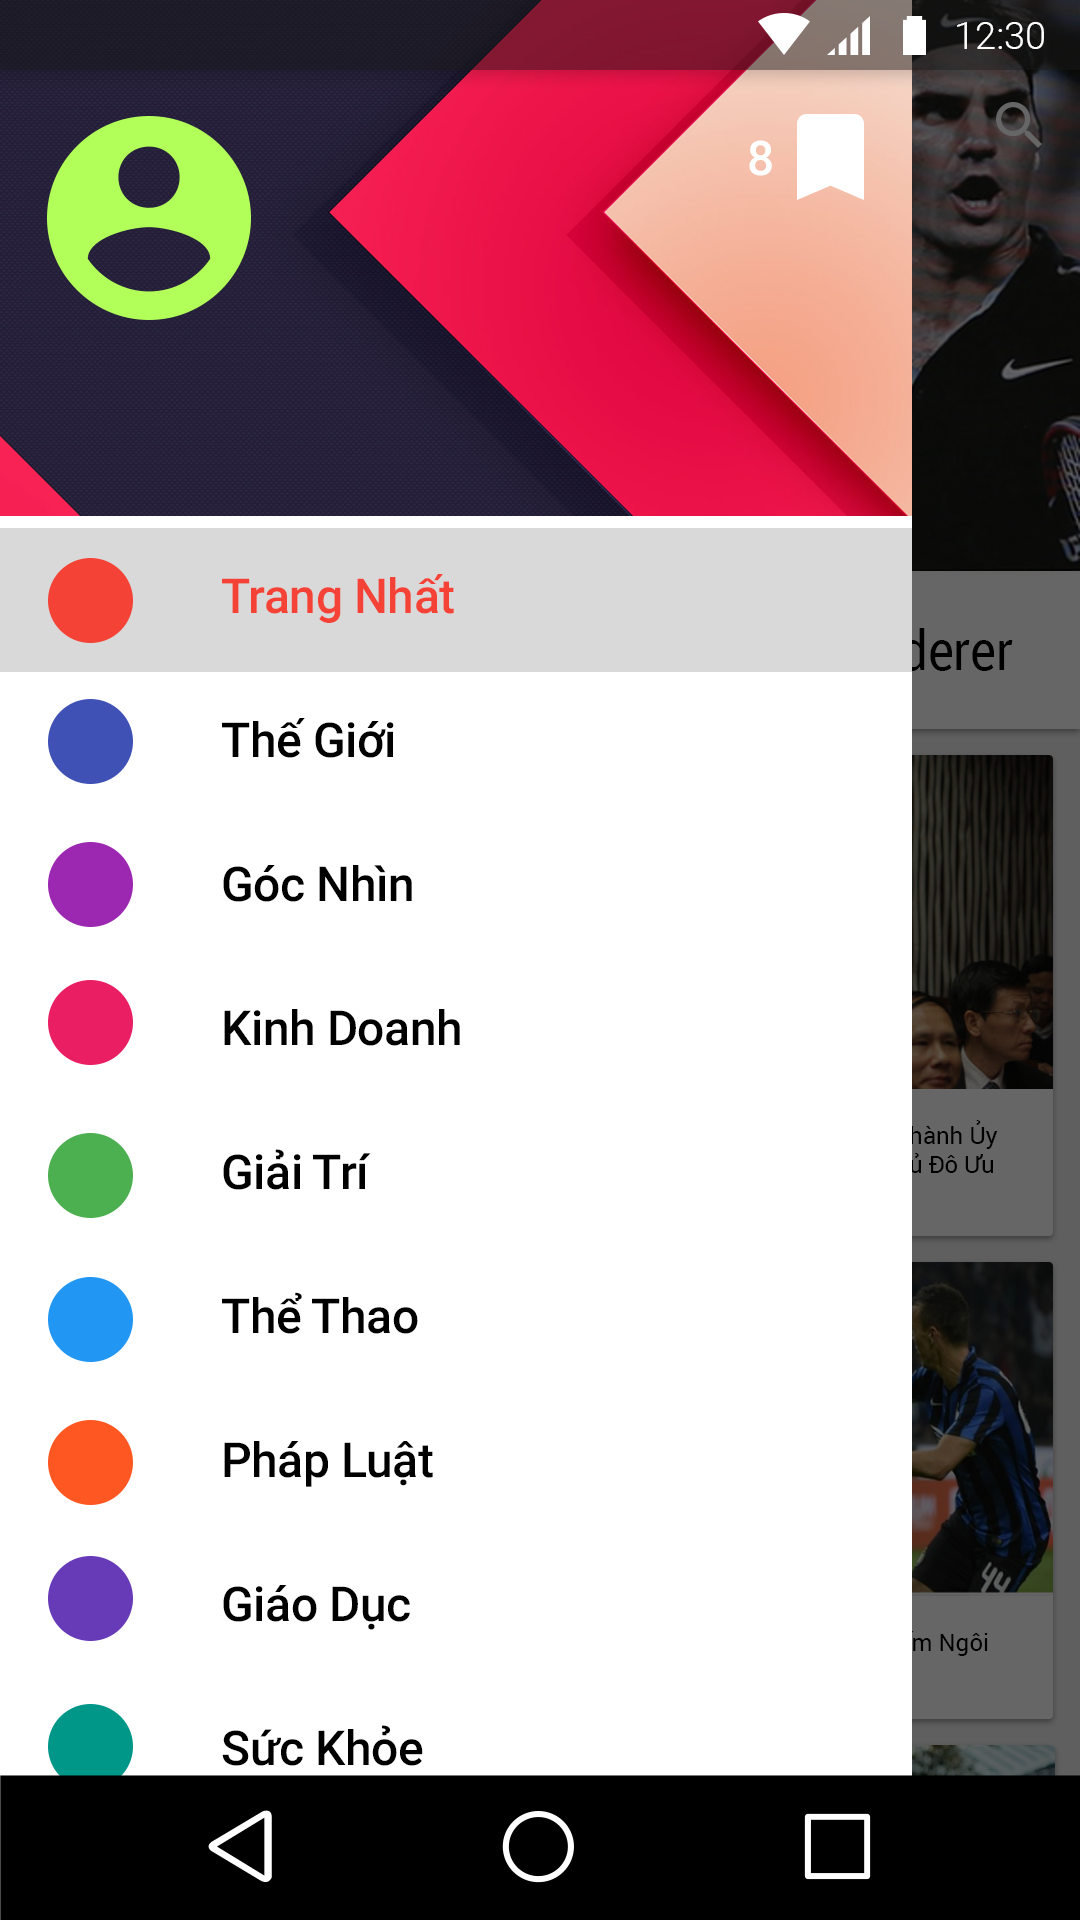 12:30
8
Trang Nhất
derer
Thế Giới
Góc Nhìn
Kinh Doanh
hành Ủy
Giải Trí
ủ Đô Ưu
Thể Thao
Pháp Luật
Giáo Dục
m Ngôi
44
Sức Khỏe